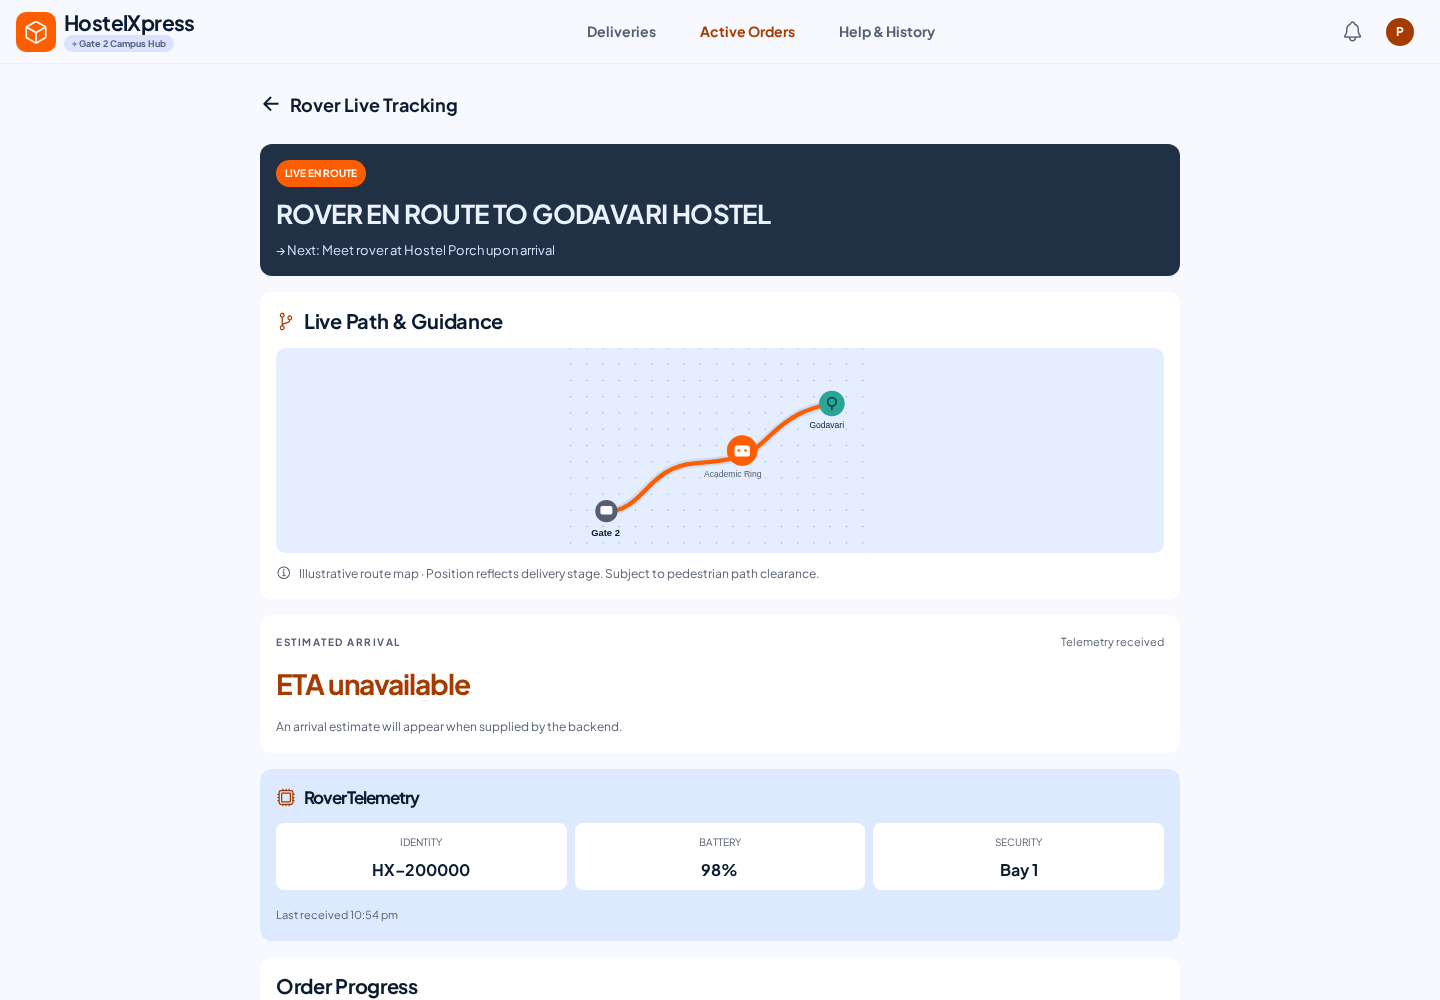 HostelXpress
Gate 2 Campus Hub
Deliveries
Active Orders
Help & History
P
Rover Live Tracking
LIVE EN ROUTE
ROVER EN ROUTE TO GODAVARI HOSTEL
→ Next: Meet rover at Hostel Porch upon arrival
Live Path & Guidance
Godavari
Academic Ring
Gate 2
Illustrative route map · Position reflects delivery stage. Subject to pedestrian path clearance.
ESTIMATED ARRIVAL
Telemetry received
ETA unavailable
An arrival estimate will appear when supplied by the backend.
Rover Telemetry
IDENTITY
BATTERY
SECURITY
HX-200000
98%
Bay 1
Last received 10:54 pm
Order Progress